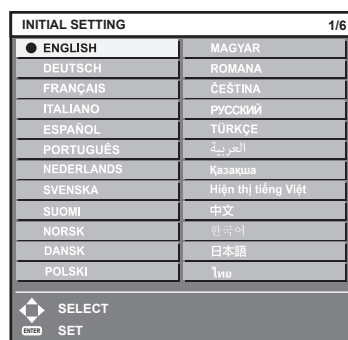 INITIAL SETTING 1/6
ENGLISH
DEUTSCH
FRANÇAIS
ITALIANO
ESPAÑOL
PORTUGUÊS
NEDERLANDS
SVENSKA
SUOMI
NORSK
DANSK
POLSKI
MAGYAR
ROMANA
ČEŠTINA
РУССКИЙ
TÜRKÇE
العربية
Қазақша
Hiện thị tiếng Việt
中文
한국어
日本語
ไทย
SELECT
ENTER SET